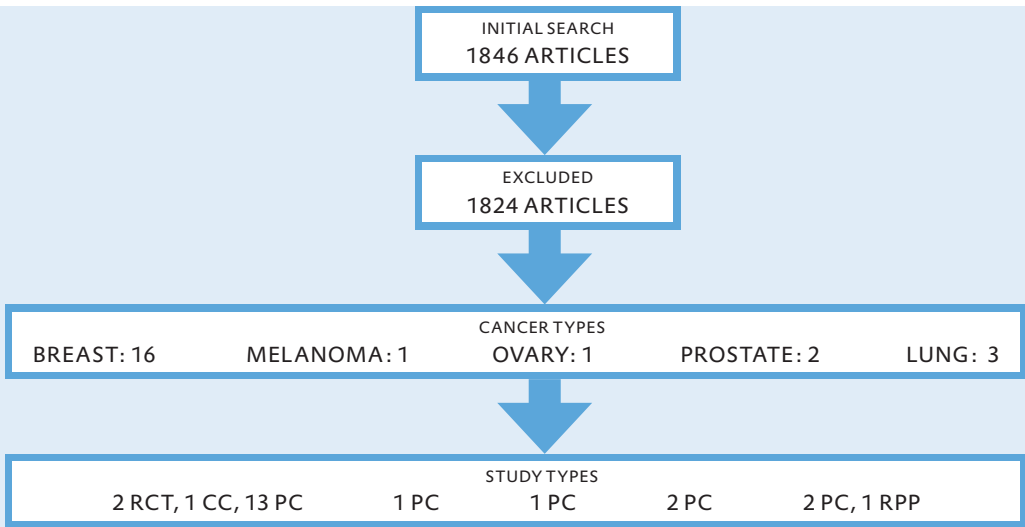 INITIAL SEARCH
1846 ARTICLES
EXCLUDED
1824 ARTICLES
CANCER TYPES
BREAST: 16 MELANOMA: 1 OVARY: 1 PROSTATE: 2 LUNG: 3
STUDY TYPES
2 RCT, 1 CC, 13 PC 1 PC 1 PC 2 PC 2 PC, 1 RPP